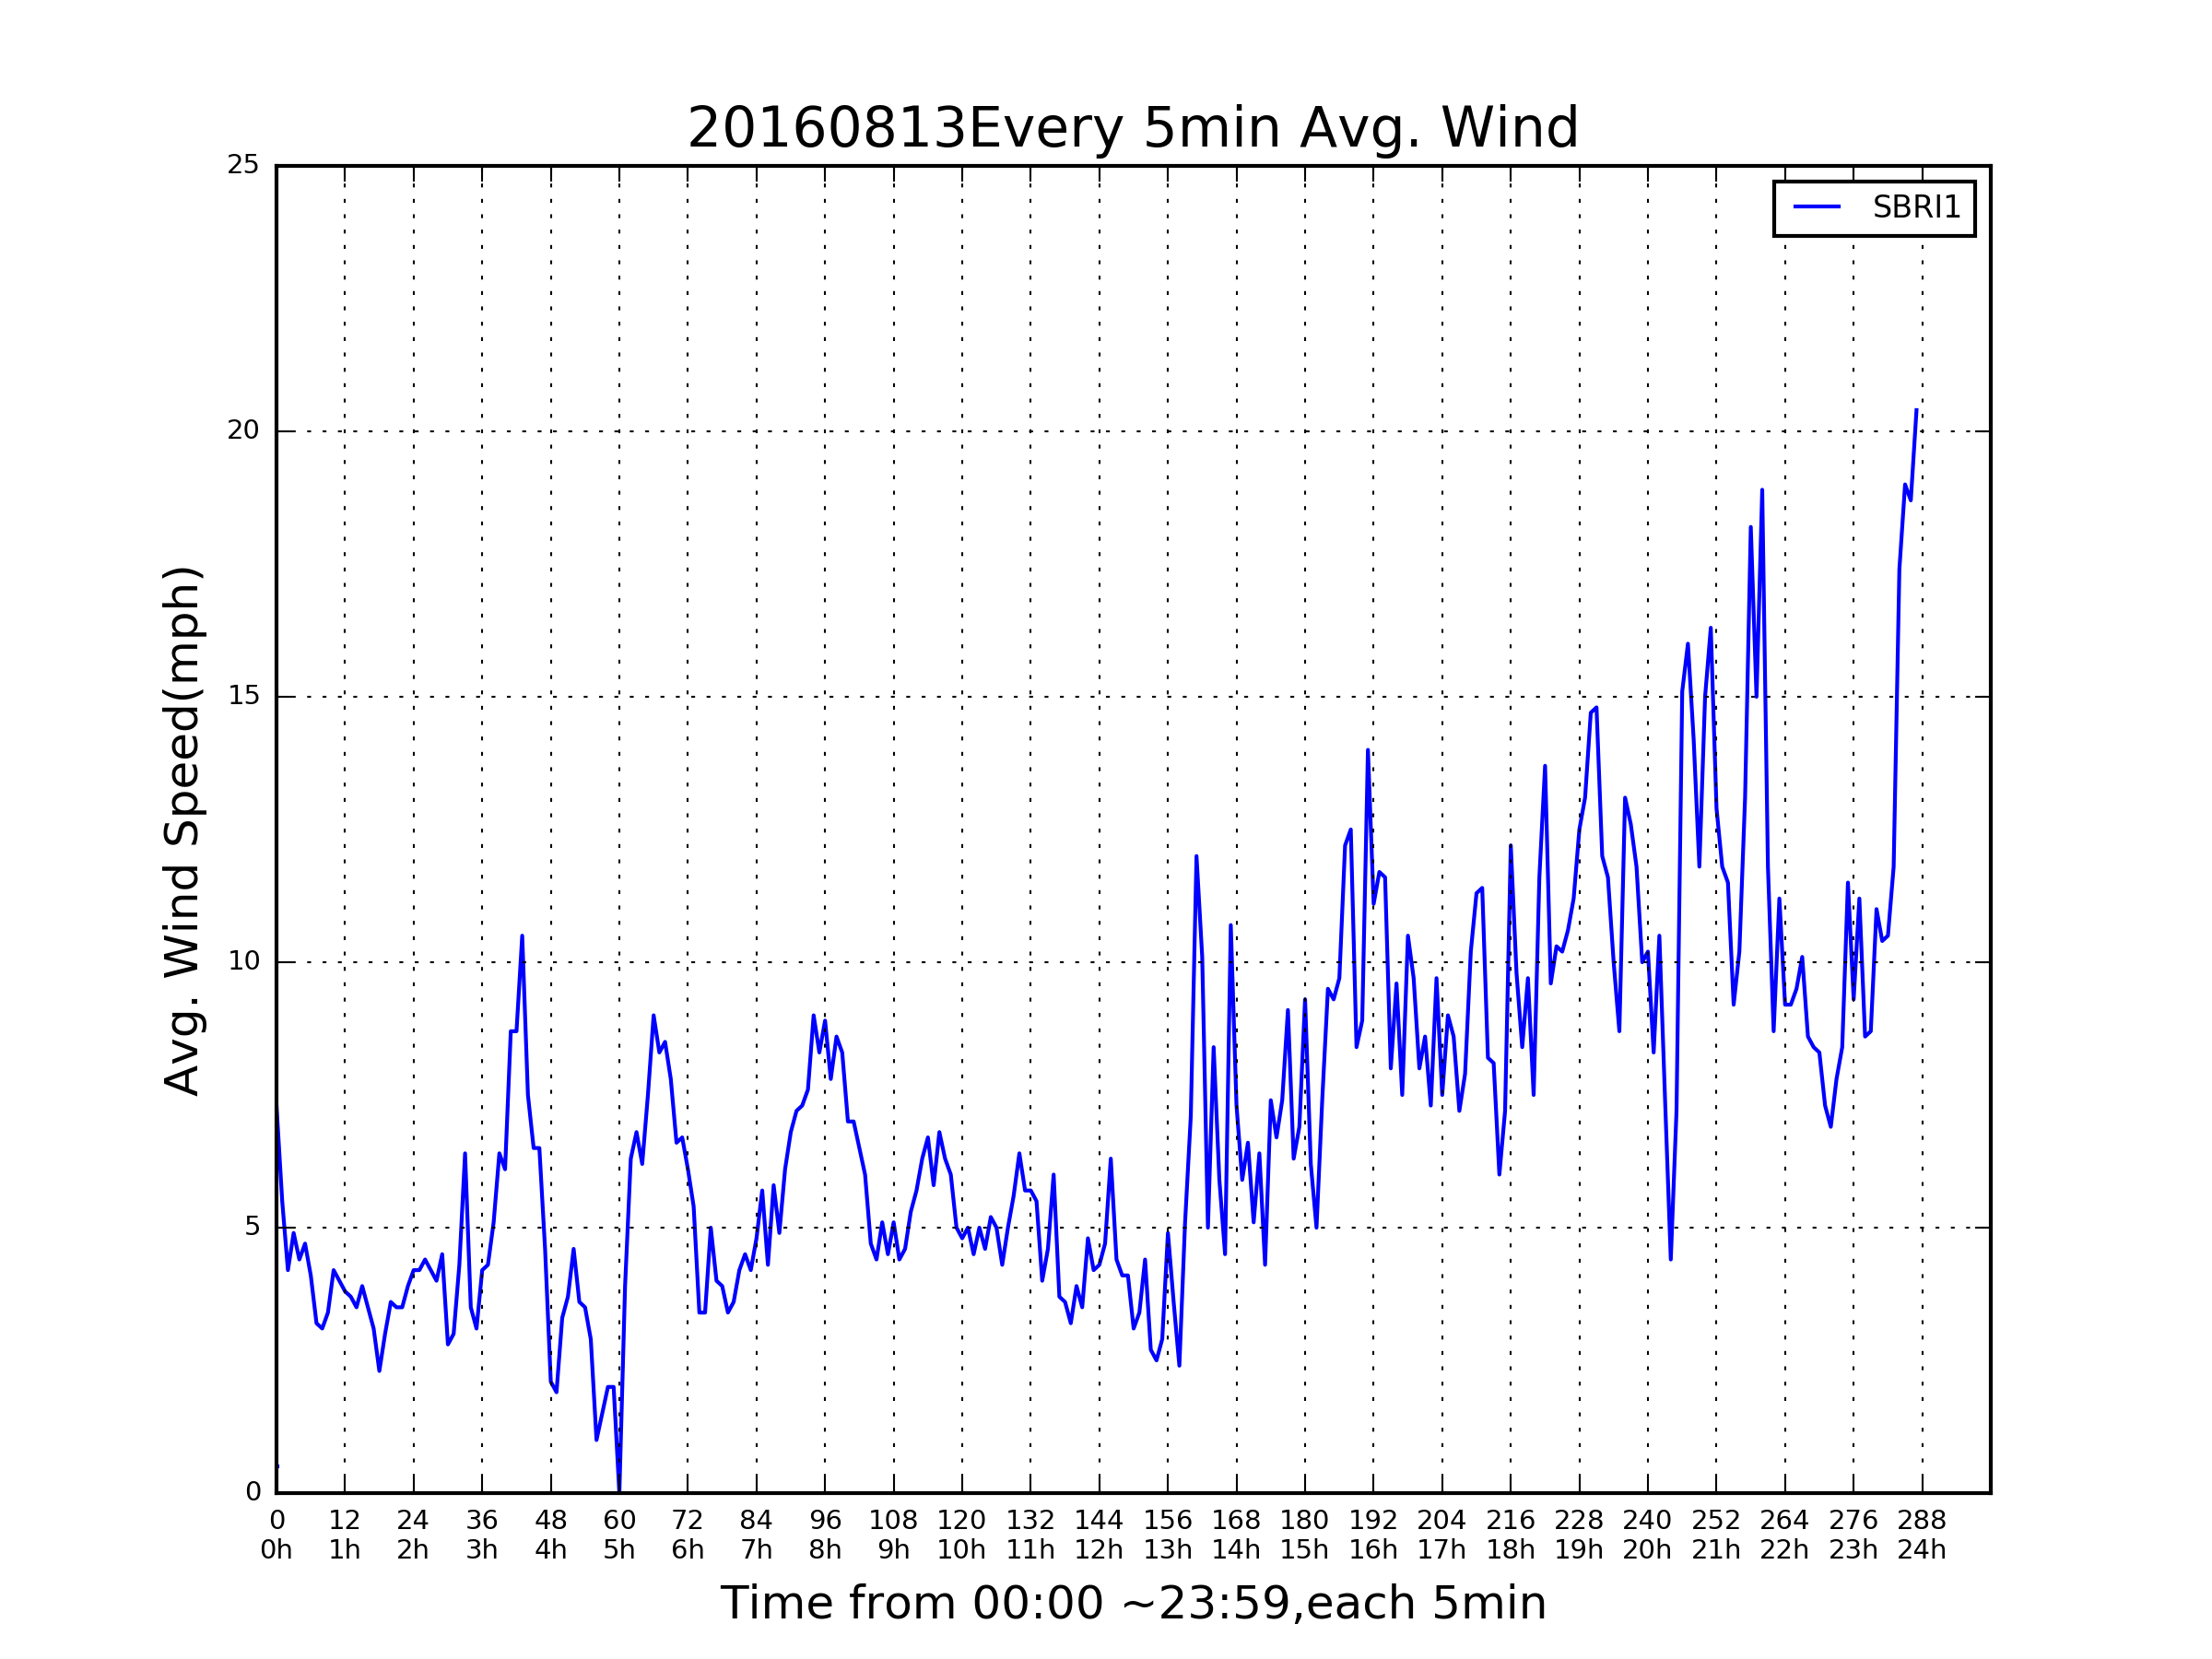 20160813Every 5min Avg. Wind
SBRI1
Avg. Wind Speed(mph)
25
20
15
10
5
0
0 12 24 36 48 60 72 84 96 108 120 132 144 156 168 180 192 204 216 228 240 252 264 276 288
0h 1h 2h 3h 4h 5h 6h 7h 8h 9h 10h 11h 12h 13h 14h 15h 16h 17h 18h 19h 20h 21h 22h 23h 24h
Time from 00:00 ~23:59,each 5min